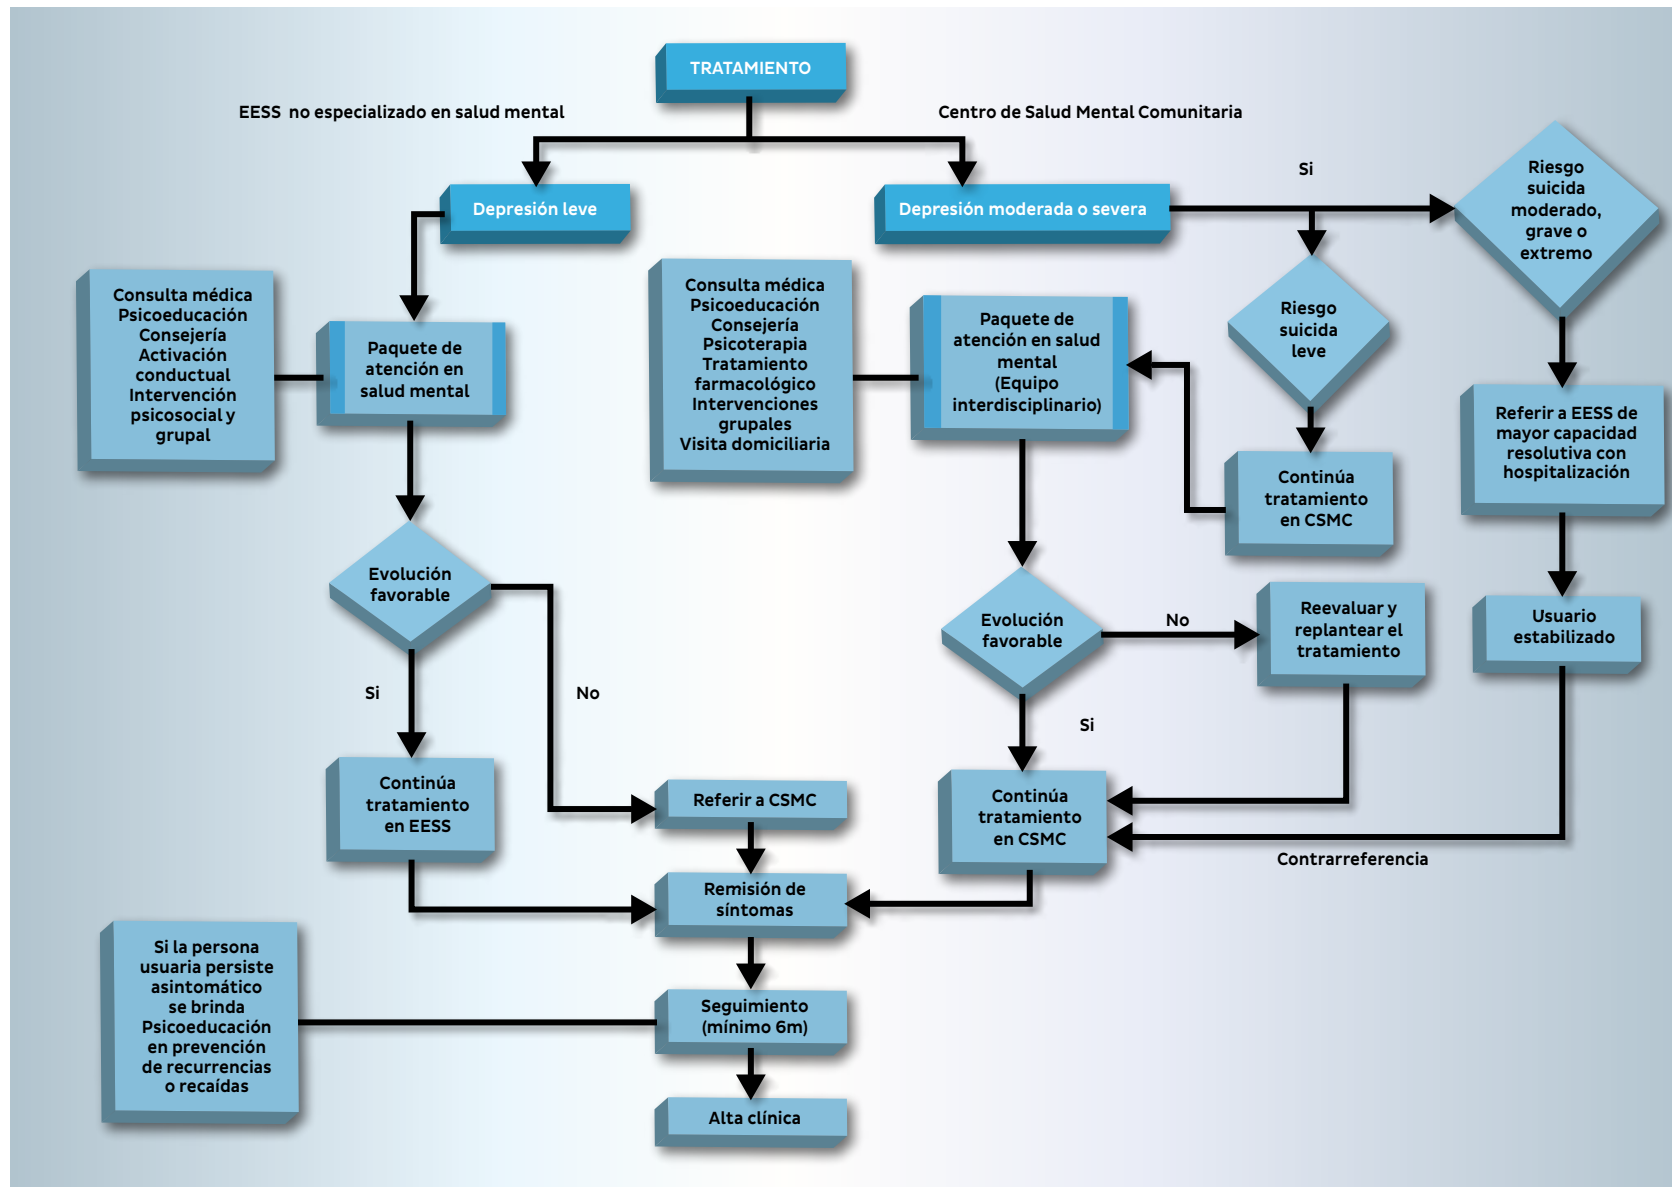 TRATAMIENTO
EESS no especializado en salud mental
Centro de Salud Mental Comunitaria
Depresión leve
Depresión moderada o severa
Si
Riesgo
suicida
moderado,
grave o
extremo
Consulta médica
Psicoeducación
Consejería
Activación
conductual
Intervención
psicosocial y
grupal
Paquete de
atención en
salud mental
Consulta médica
Psicoeducación
Consejería
Psicoterapia
Tratamiento
farmacológico
Intervenciones
grupales
Visita domiciliaria
Paquete de
atención en salud
mental
(Equipo
interdisciplinario)
Riesgo
suicida
leve
Continúa
tratamiento
en CSMC
Referir a EESS de
mayor capacidad
resolutiva con
hospitalización
Evolución
favorable
Si
No
Evolución
favorable
No
Si
Reevaluar y
replantear el
tratamiento
Usuario
estabilizado
Continúa
tratamiento
en EESS
Referir a CSMC
Continúa
tratamiento
en CSMC
Contrarreferencia
Remisión de
síntomas
Si la persona
usuaria persiste
asintomático
se brinda
Psicoeducación
en prevención
de recurrencias
o recaídas
Seguimiento
(mínimo 6m)
Alta clínica